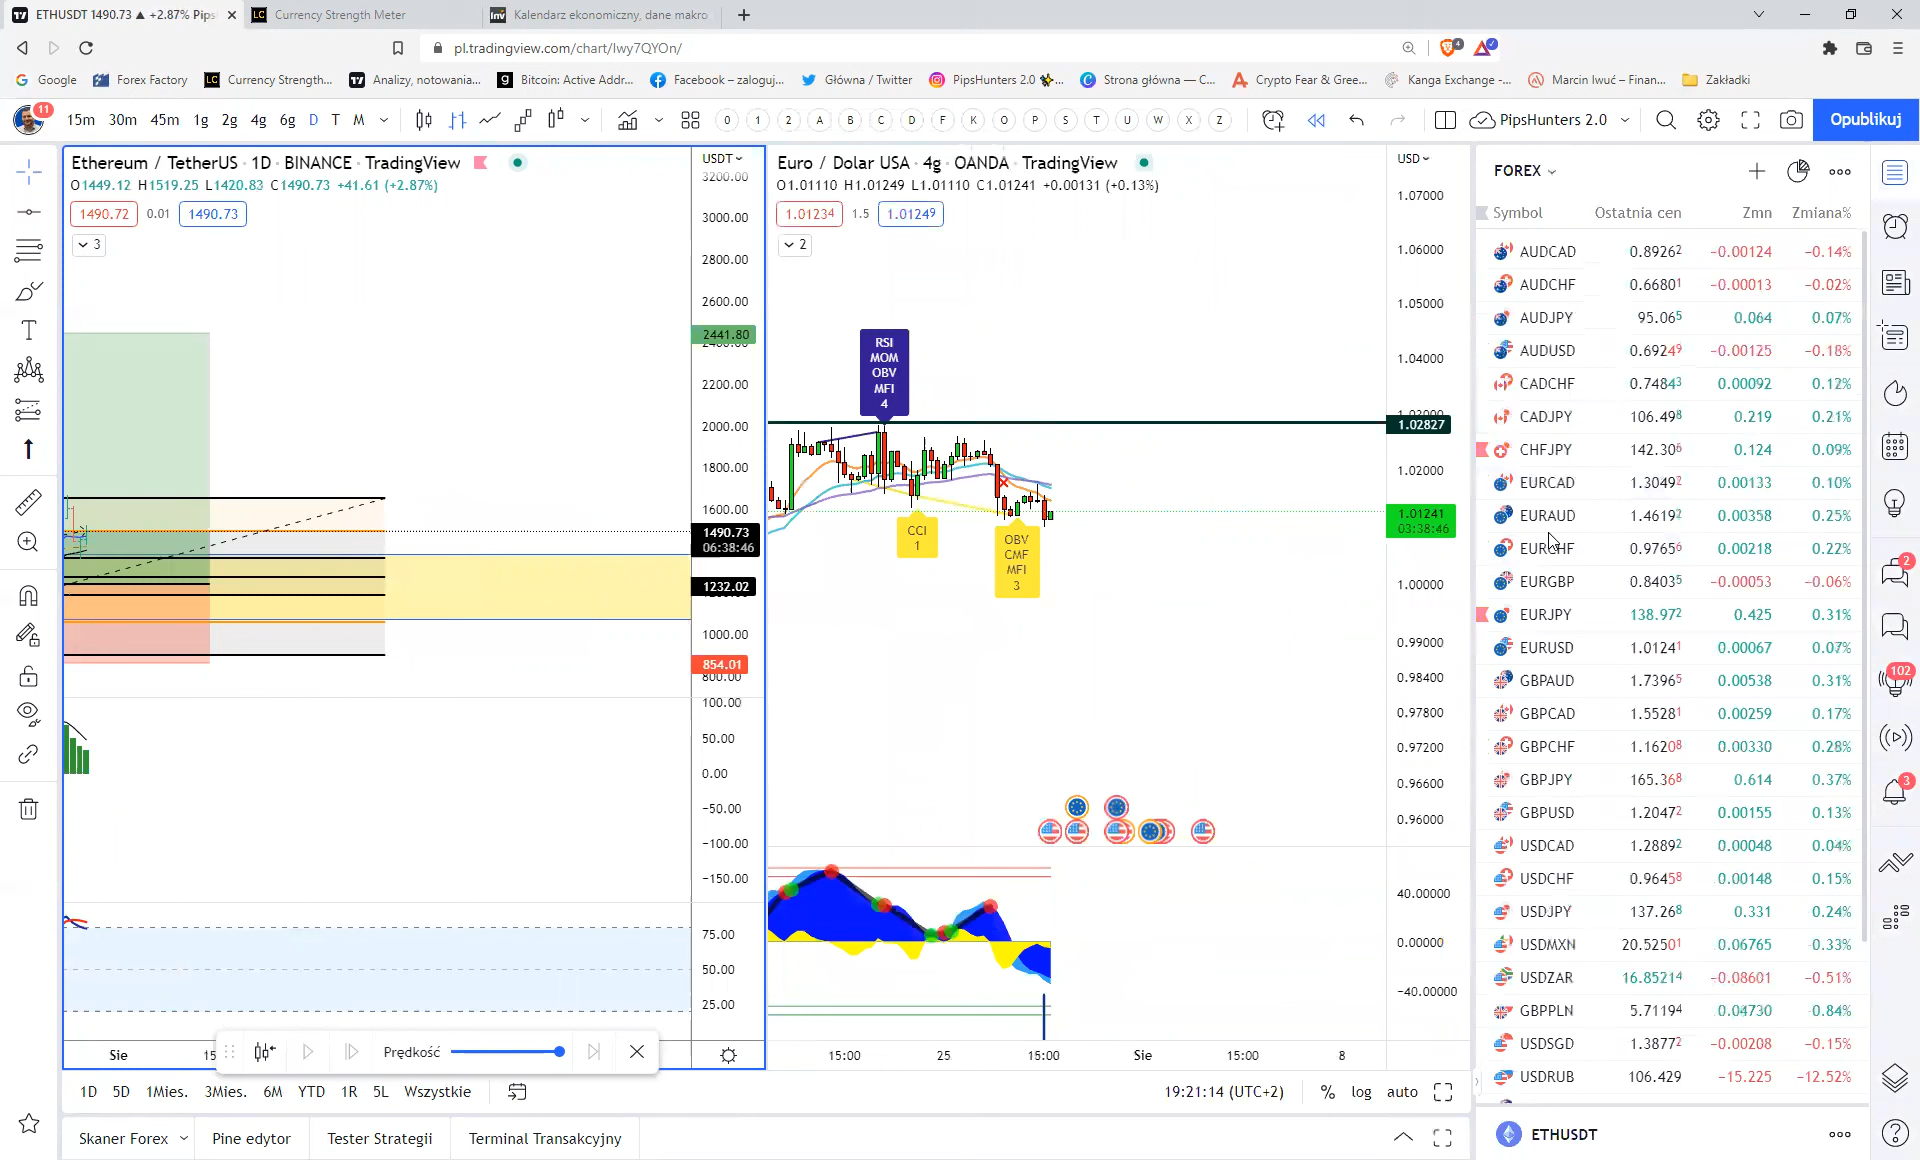 ETHUSDT 1490.73 ▲ +2.87% Pips
Currency Strength Meter
Kalendarz ekonomiczny, dane makro
pl.tradingview.com/chart/Iwy7QYOn/
Google
Forex Factory
Currency Strength...
Analizy, notowania...
Bitcoin: Active Addr...
Facebook – zaloguj...
Główna / Twitter
PipsHunters 2.0
Strona główna — C...
Crypto Fear & Gree...
Kanga Exchange -...
Marcin Iwuć – Finan...
Zakładki
11
15m 30m 45m 1g 2g 4g 6g D T M
0 1 2 A B C D F K O P S T U W X Z
PipsHunters 2.0
Opublikuj
Ethereum / TetherUS · 1D · BINANCE · TradingView
O1449.12 H1519.25 L1420.83 C1490.73 +41.61 (+2.87%)
1490.72 0.01 1490.73
3
USDT
3200.00
3000.00
2800.00
2600.00
2441.80
2400.00
2200.00
2000.00
1800.00
1600.00
1490.73
06:38:46
1232.02
1000.00
854.01
800.00
100.00
50.00
0.00
−50.00
−100.00
−150.00
75.00
50.00
25.00
Sie
Prędkość
Euro / Dolar USA · 4g · OANDA · TradingView
O1.01110 H1.01249 L1.01110 C1.01241 +0.00131 (+0.13%)
1.01234 1.5 1.01249
2
RSI
MOM
OBV
MFI
4
CCI
1
OBV
CMF
MFI
3
USD
1.07000
1.06000
1.05000
1.04000
1.03000
1.02827
1.02000
1.01241
03:38:46
1.00000
0.99000
0.98400
0.97800
0.97200
0.96600
0.96000
40.00000
0.00000
−40.00000
15:00 25 15:00 Sie 15:00 8
1D 5D 1Mies. 3Mies. 6M YTD 1R 5L Wszystkie
19:21:14 (UTC+2) % log auto
Skaner Forex Pine edytor Tester Strategii Terminal Transakcyjny
FOREX
Symbol Ostatnia cen Zmn Zmiana%
AUDCAD 0.89262 −0.00124 −0.14%
AUDCHF 0.66801 −0.00013 −0.02%
AUDJPY 95.065 0.064 0.07%
AUDUSD 0.69249 −0.00125 −0.18%
CADCHF 0.74843 0.00092 0.12%
CADJPY 106.498 0.219 0.21%
CHFJPY 142.306 0.124 0.09%
EURCAD 1.30492 0.00133 0.10%
EURAUD 1.46192 0.00358 0.25%
EURCHF 0.97656 0.00218 0.22%
EURGBP 0.84035 −0.00053 −0.06%
EURJPY 138.972 0.425 0.31%
EURUSD 1.01241 0.00067 0.07%
GBPAUD 1.73965 0.00538 0.31%
GBPCAD 1.55281 0.00259 0.17%
GBPCHF 1.16208 0.00330 0.28%
GBPJPY 165.368 0.614 0.37%
GBPUSD 1.20472 0.00155 0.13%
USDCAD 1.28892 0.00048 0.04%
USDCHF 0.96458 0.00148 0.15%
USDJPY 137.268 0.331 0.24%
USDMXN 20.52501 0.06765 −0.33%
USDZAR 16.85214 −0.08601 −0.51%
GBPPLN 5.71194 0.04730 −0.84%
USDSGD 1.38772 −0.00208 −0.15%
USDRUB 106.429 −15.225 −12.52%
ETHUSDT
2
102
3